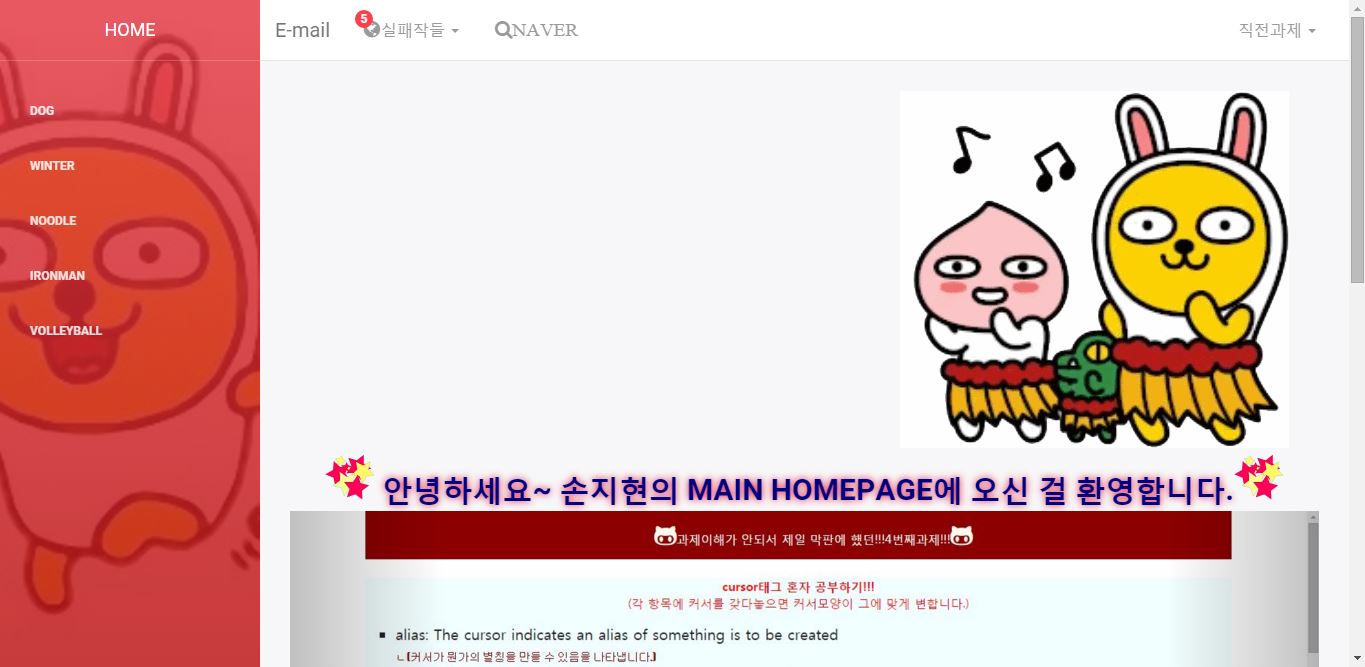 HOME
E-mail
5
실패작들
NAVER
직전과제
DOG
WINTER
NOODLE
IRONMAN
VOLLEYBALL
안녕하세요~ 손지현의 MAIN HOMEPAGE에 오신 걸 환영합니다.
과제이해가 안되서 제일 막판에 했던!!!4번째과제!!!
cursor태그 혼자 공부하기!!!
(각 항목에 커서를 갖다놓으면 커서모양이 그에 맞게 변합니다.)
alias: The cursor indicates an alias of something is to be created
ㄴ(커서가 뭔가의 별칭을 만들 수 있음을 나타냅니다.)